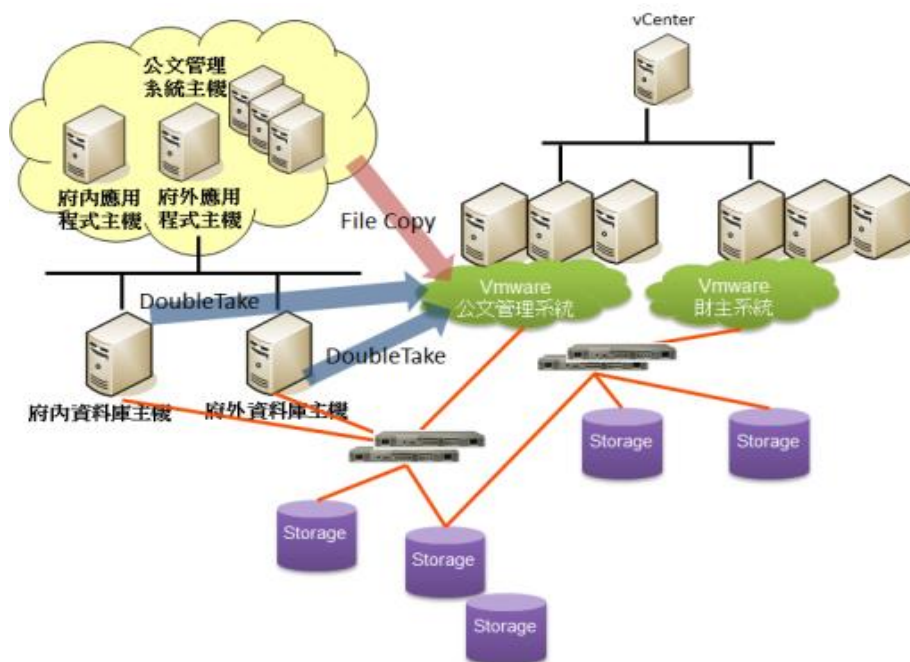 vCenter
公文管理
系統主機
府內應用
程式主機
府外應用
程式主機
File Copy
DoubleTake
DoubleTake
Vmware
公文管理系統
Vmware
財主系統
府內資料庫主機
府外資料庫主機
Storage
Storage
Storage
Storage
Storage